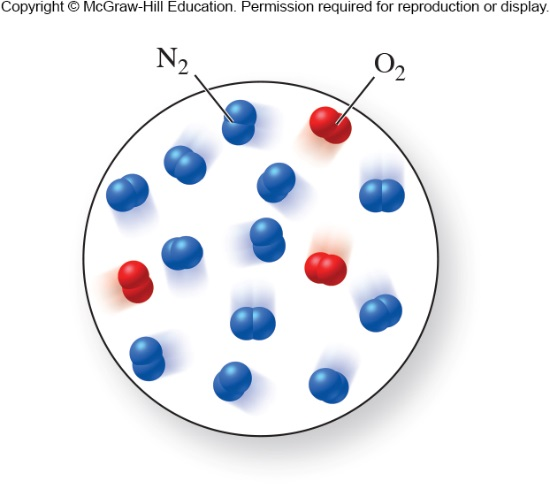 Copyright © McGraw-Hill Education. Permission required for reproduction or display.
N₂
O₂